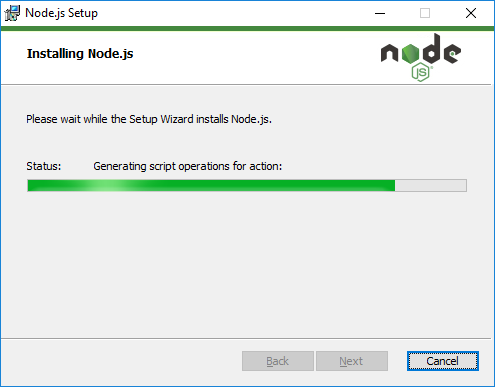 Node.js Setup
Installing Node.js
node
JS
Please wait while the Setup Wizard installs Node.js.
Status: Generating script operations for action:
Back Next Cancel